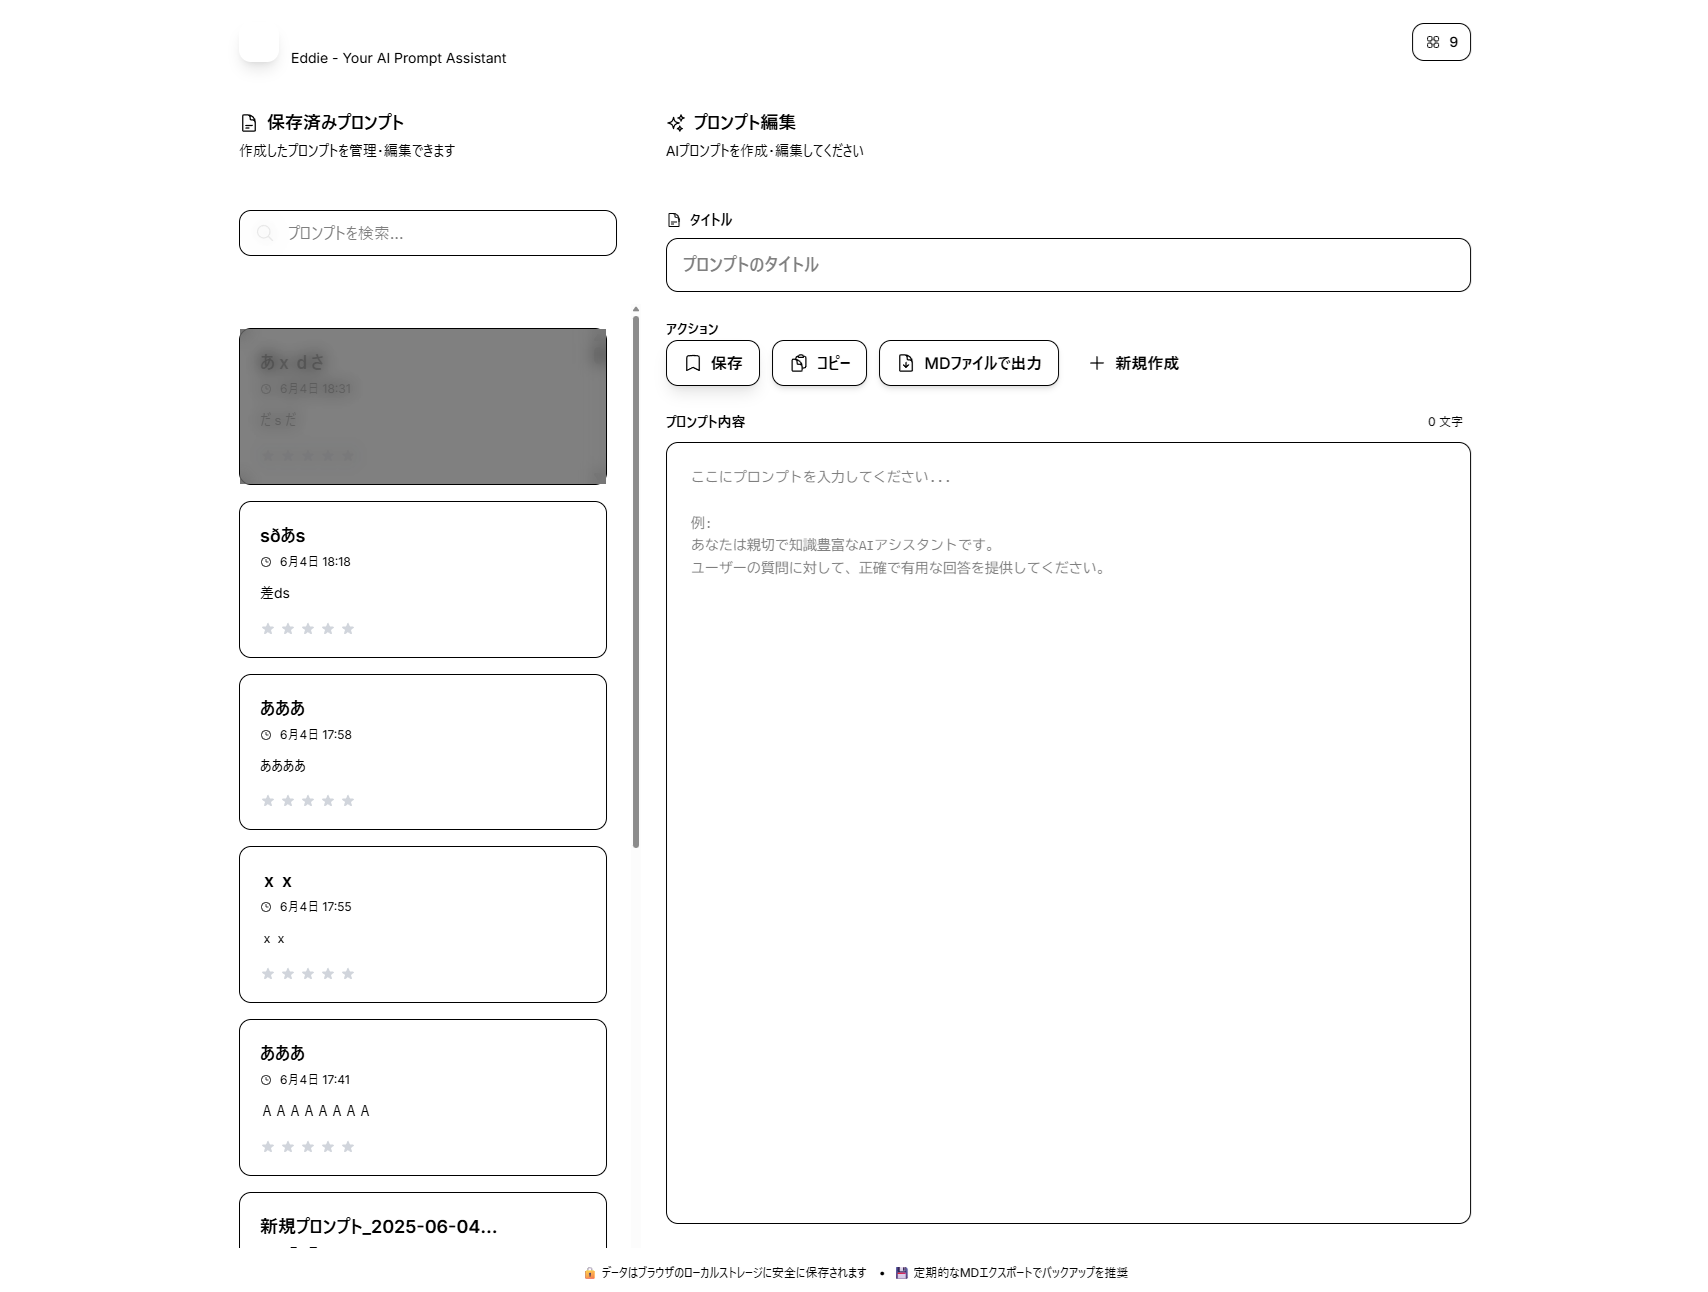 Eddie - Your AI Prompt Assistant
9
保存済みプロンプト
作成したプロンプトを管理・編集できます
プロンプトを検索...
あｘｄさ
6月4日 18:31
だｓだ
sðあs
6月4日 18:18
差ds
あああ
6月4日 17:58
ああああ
ｘｘ
6月4日 17:55
ｘｘ
あああ
6月4日 17:41
ＡＡＡＡＡＡＡＡ
新規プロンプト_2025-06-04...
プロンプト編集
AIプロンプトを作成・編集してください
タイトル
プロンプトのタイトル
アクション
保存
コピー
MDファイルで出力
新規作成
プロンプト内容
0 文字
ここにプロンプトを入力してください...
例:
あなたは親切で知識豊富なAIアシスタントです。
ユーザーの質問に対して、正確で有用な回答を提供してください。
🔒 データはブラウザのローカルストレージに安全に保存されます • 💾 定期的なMDエクスポートでバックアップを推奨